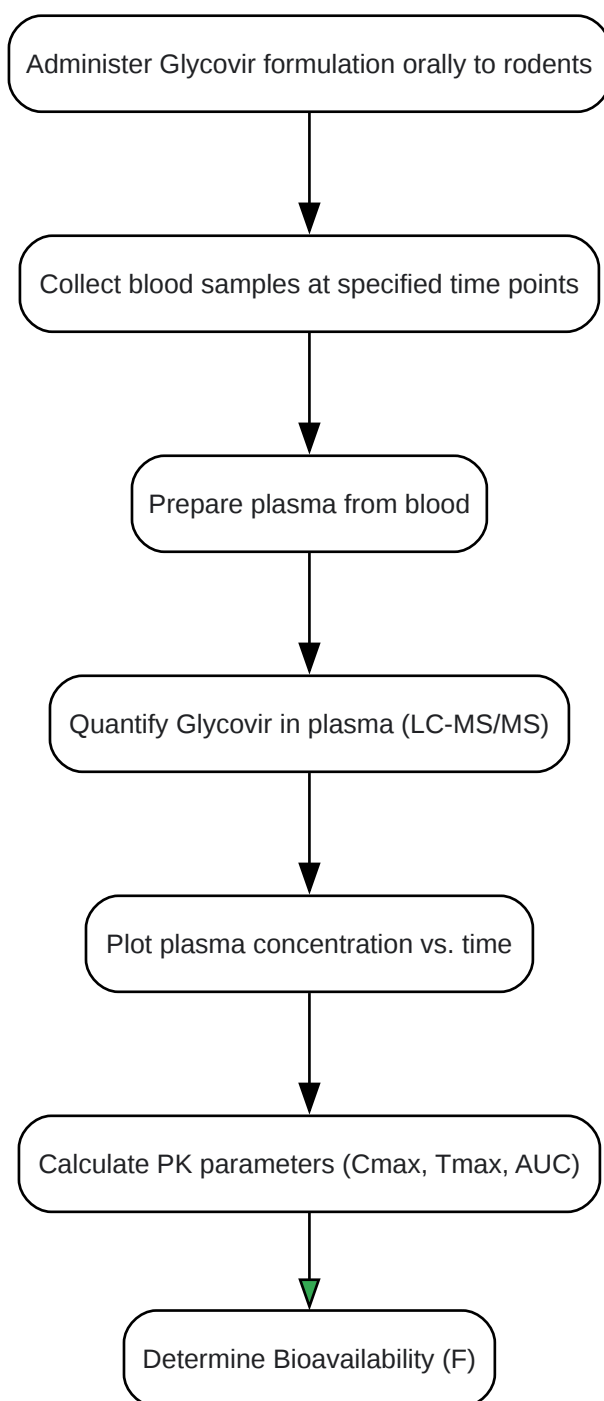 Administer Glycovir formulation orally to rodents
Collect blood samples at specified time points
Prepare plasma from blood
Quantify Glycovir in plasma (LC-MS/MS)
Plot plasma concentration vs. time
Calculate PK parameters (Cmax, Tmax, AUC)
Determine Bioavailability (F)